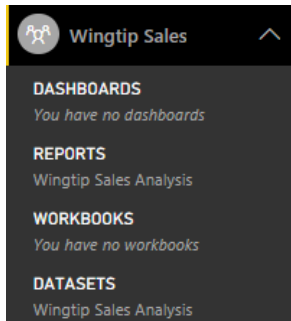 Wingtip Sales
DASHBOARDS
You have no dashboards
REPORTS
Wingtip Sales Analysis
WORKBOOKS
You have no workbooks
DATASETS
Wingtip Sales Analysis